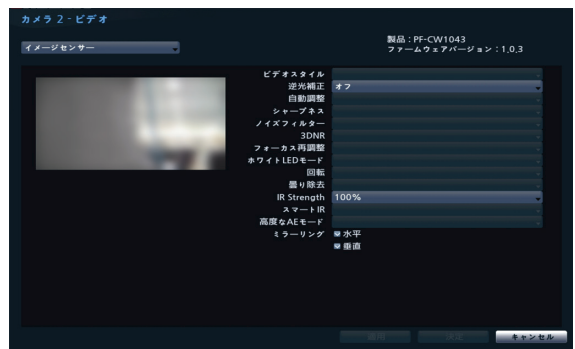 カメラ 2 - ビデオ
製品:PF-CW1043
イメージセンサー
ファームウェアバージョン:1.0.3
ビデオスタイル
逆光補正 オフ
自動調整
シャープネス
ノイズフィルター
3DNR
フォーカス再調整
ホワイトLEDモード
回転
曇り除去
IR Strength 100%
スマートIR
高度なAEモード
ミラーリング 水平
垂直
適用 決定 キャンセル